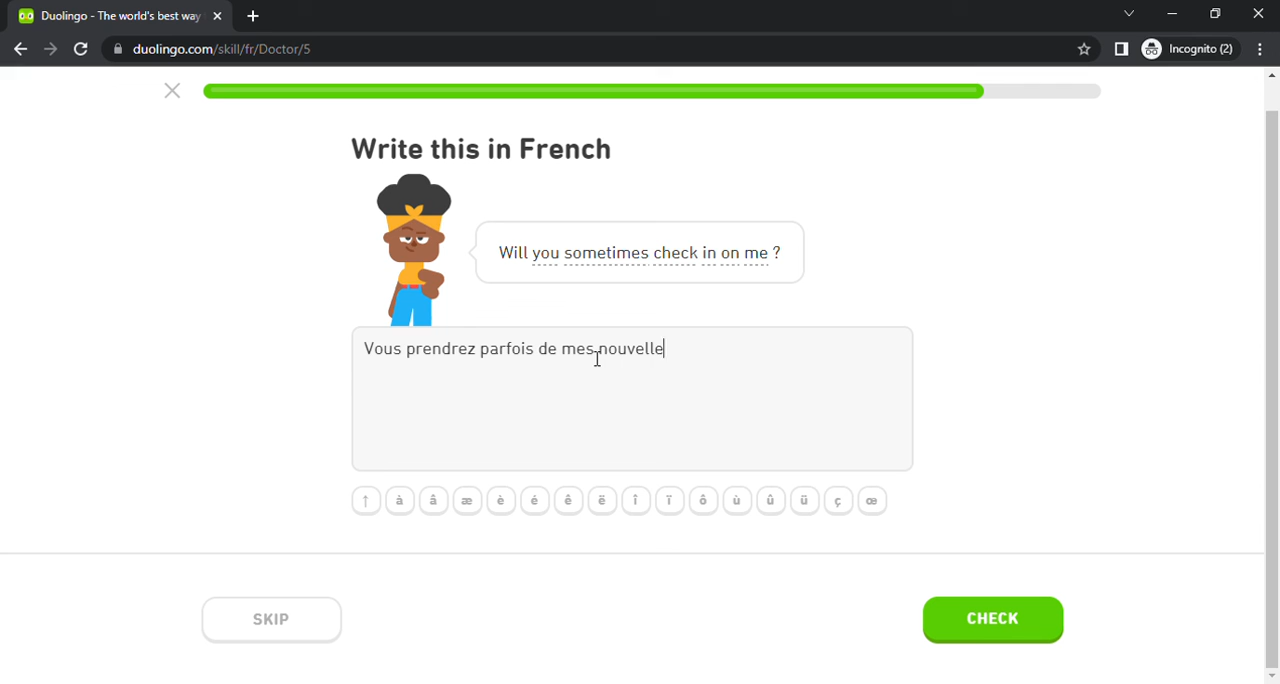 Duolingo - The world's best way
duolingo.com/skill/fr/Doctor/5
Incognito (2)
Write this in French
Will you sometimes check in on me ?
Vous prendrez parfois de mes nouvelle
↑ à â æ è é ê ë î ï ô ù û ü ç œ
SKIP
CHECK